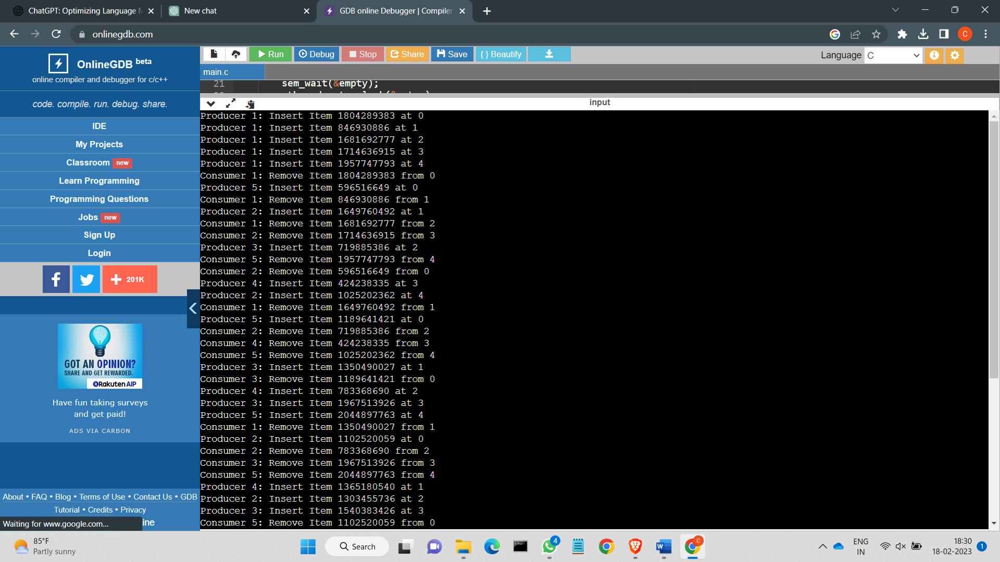 ChatGPT: Optimizing Language
New chat
GDB online Debugger | Compiler
onlinegdb.com
OnlineGDB beta
online compiler and debugger for c/c++
code. compile. run. debug. share.
IDE
My Projects
Classroom new
Learn Programming
Programming Questions
Jobs new
Sign Up
Login
201K
GOT AN OPINION?
SHARE AND GET REWARDED.
Rakuten AIP
Have fun taking surveys
and get paid!
ADS VIA CARBON
About • FAQ • Blog • Terms of Use • Contact Us • GDB
Tutorial • Credits • Privacy
Waiting for www.google.com...
ine
Run Debug Stop Share Save { } Beautify
Language C
main.c
21 sem_wait(&empty);
input
Producer 1: Insert Item 1804289383 at 0
Producer 1: Insert Item 846930886 at 1
Producer 1: Insert Item 1681692777 at 2
Producer 1: Insert Item 1714636915 at 3
Producer 1: Insert Item 1957747793 at 4
Consumer 1: Remove Item 1804289383 from 0
Producer 5: Insert Item 596516649 at 0
Consumer 1: Remove Item 846930886 from 1
Producer 2: Insert Item 1649760492 at 1
Consumer 1: Remove Item 1681692777 from 2
Consumer 2: Remove Item 1714636915 from 3
Producer 3: Insert Item 719885386 at 2
Consumer 5: Remove Item 1957747793 from 4
Consumer 2: Remove Item 596516649 from 0
Producer 4: Insert Item 424238335 at 3
Producer 2: Insert Item 1025202362 at 4
Consumer 1: Remove Item 1649760492 from 1
Producer 5: Insert Item 1189641421 at 0
Consumer 2: Remove Item 719885386 from 2
Consumer 4: Remove Item 424238335 from 3
Consumer 5: Remove Item 1025202362 from 4
Producer 3: Insert Item 1350490027 at 1
Consumer 3: Remove Item 1189641421 from 0
Producer 4: Insert Item 783368690 at 2
Producer 3: Insert Item 1967513926 at 3
Producer 5: Insert Item 2044897763 at 4
Consumer 1: Remove Item 1350490027 from 1
Producer 2: Insert Item 1102520059 at 0
Consumer 2: Remove Item 783368690 from 2
Consumer 3: Remove Item 1967513926 from 3
Consumer 5: Remove Item 2044897763 from 4
Producer 4: Insert Item 1365180540 at 1
Producer 2: Insert Item 1303455736 at 2
Producer 3: Insert Item 1540383426 at 3
Consumer 5: Remove Item 1102520059 from 0
85°F
Partly sunny
Search
4
ENG
IN
18:30
18-02-2023
1